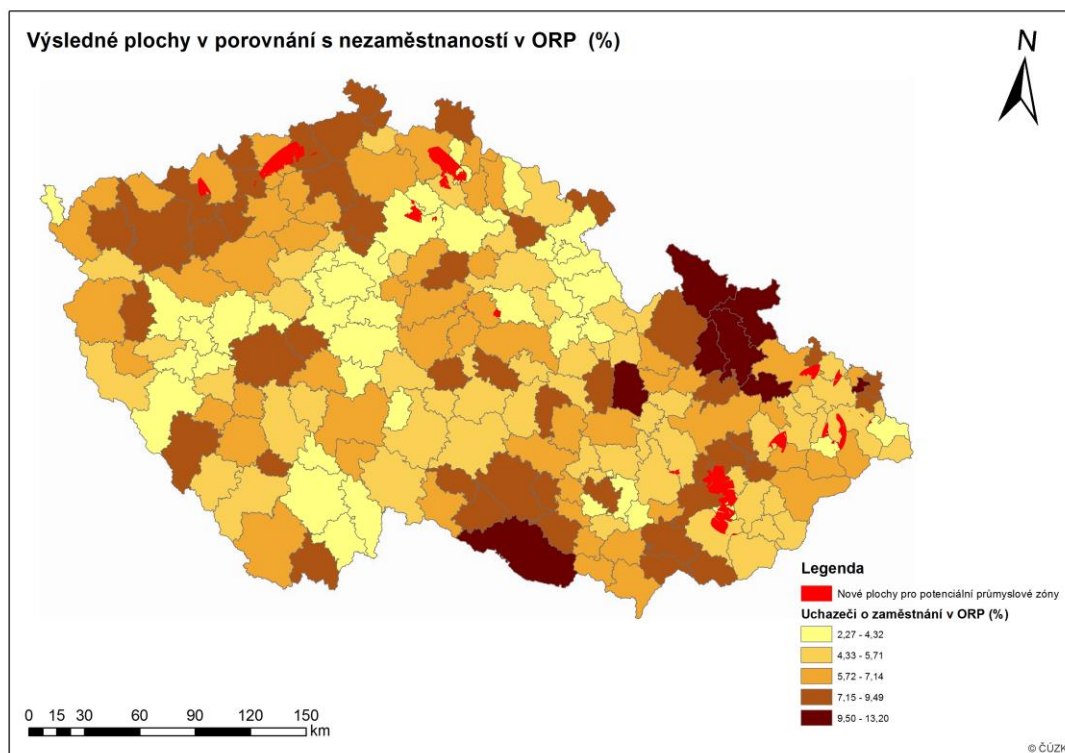 Výsledné plochy v porovnání s nezaměstnaností v ORP (%)
N
Legenda
Nové plochy pro potenciální průmyslové zóny
Uchazeči o zaměstnání v ORP (%)
2,27 - 4,32
4,33 - 5,71
5,72 - 7,14
7,15 - 9,49
9,50 - 13,20
0 15 30 60 90 120 150
km
© ČÚZK